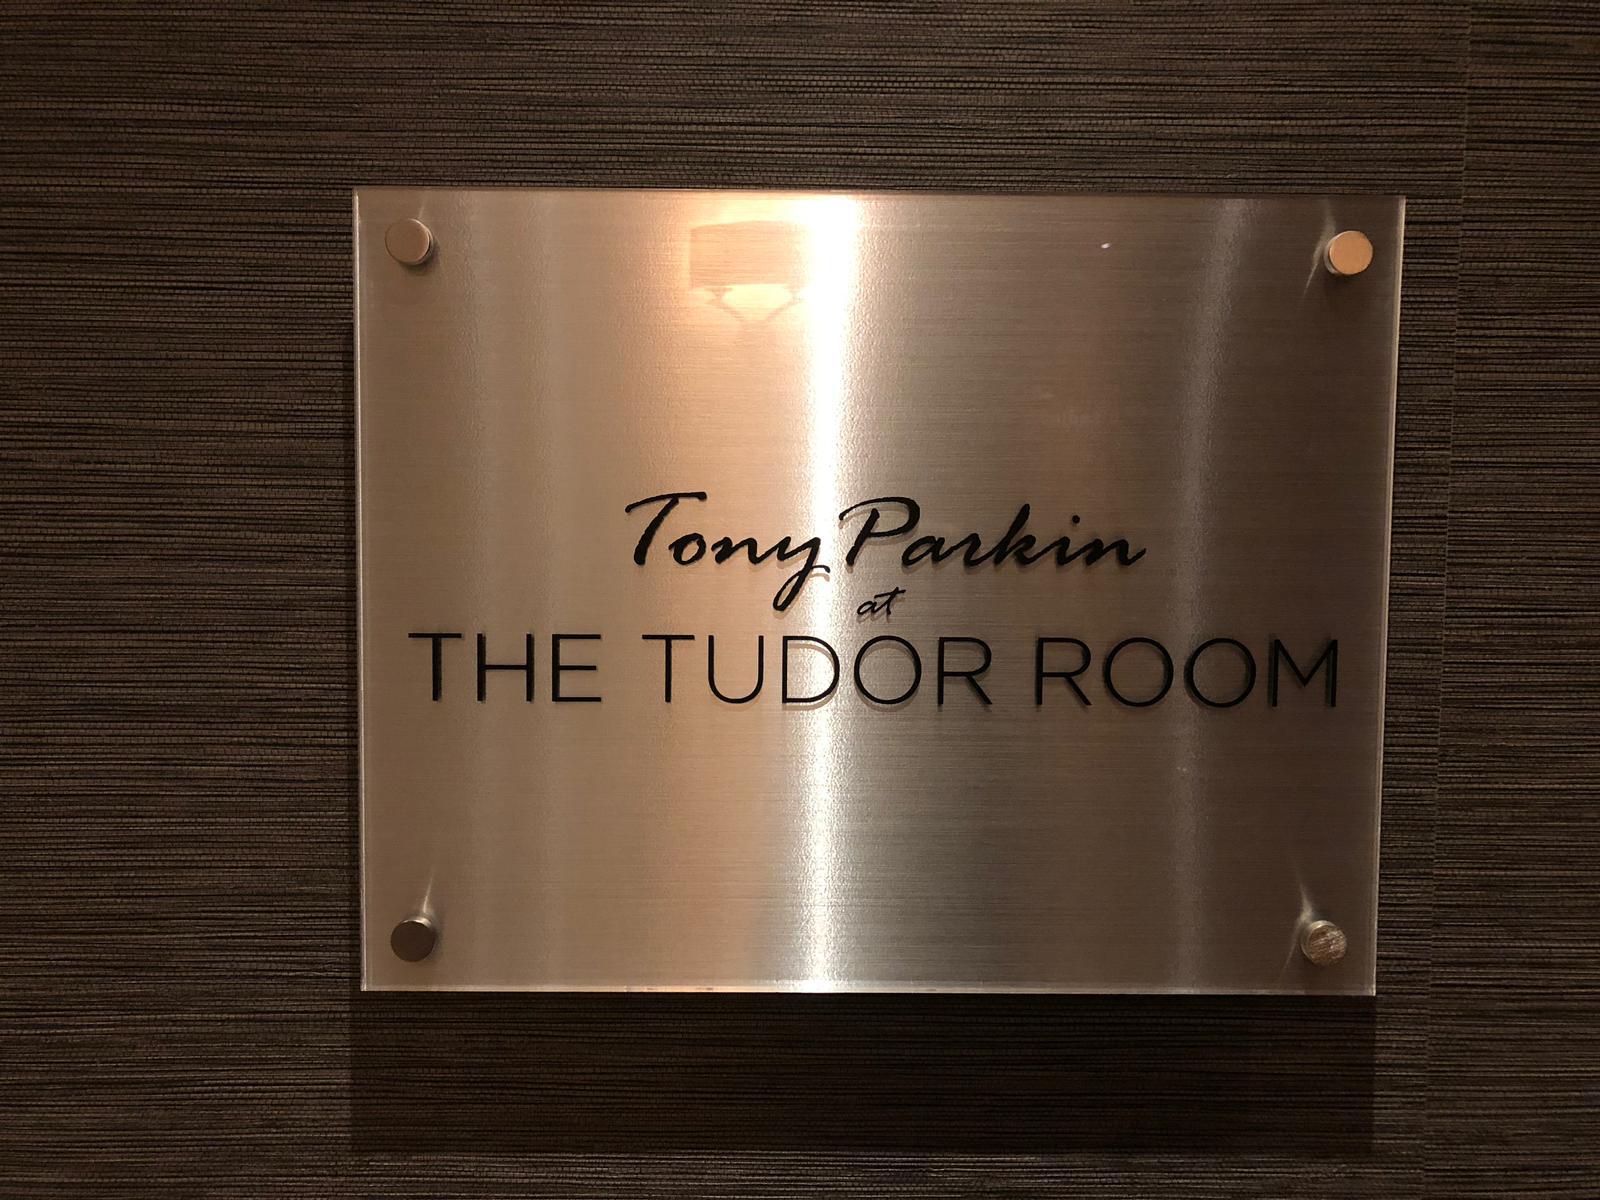 Tony Parkin
at
THE TUDOR ROOM